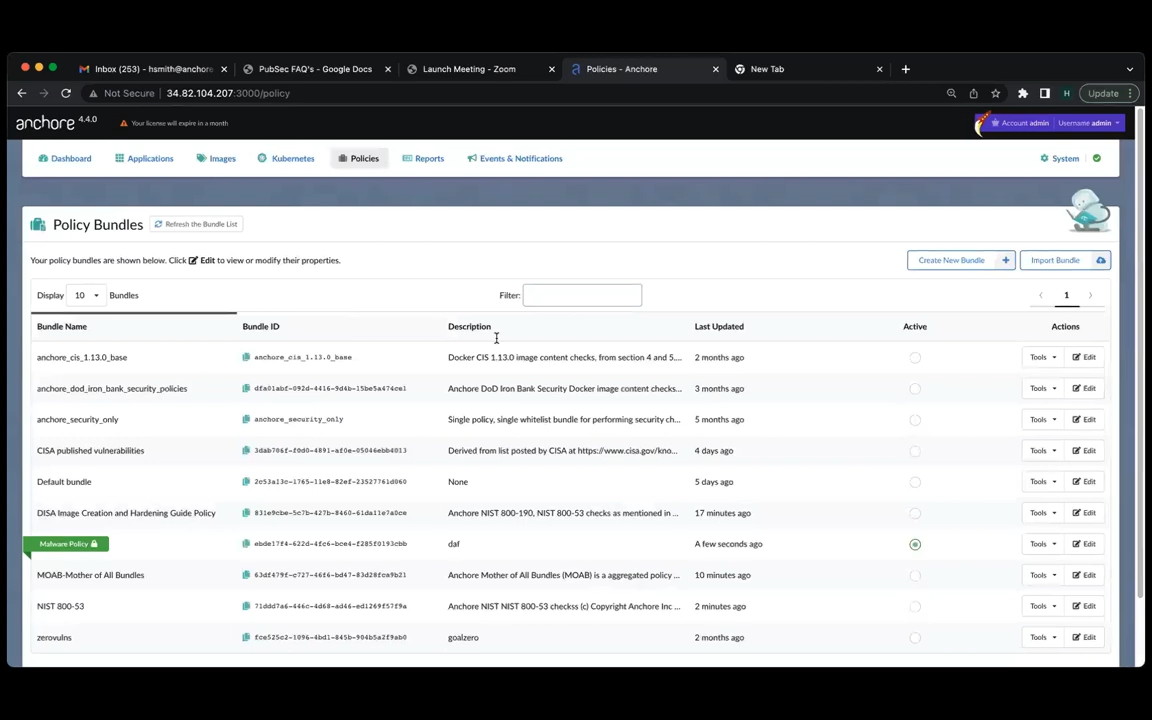 Inbox (253) - hsmith@anchore
PubSec FAQ's - Google Docs
Launch Meeting - Zoom
Policies - Anchore
New Tab
Not Secure
34.82.104.207:3000/policy
H
Update
anchore 4.4.0
Your license will expire in a month
Account admin
Username admin
Dashboard
Applications
Images
Kubernetes
Policies
Reports
Events & Notifications
System
Policy Bundles
Refresh the Bundle List
Your policy bundles are shown below. Click Edit to view or modify their properties.
Create New Bundle
Import Bundle
Display 10 Bundles
Filter:
1
Bundle Name Bundle ID Description Last Updated Active Actions
anchore_cis_1.13.0_base anchore_cis_1.13.0_base Docker CIS 1.13.0 image content checks, from section 4 and 5,... 2 months ago Tools Edit
anchore_dod_iron_bank_security_policies dfa01abf-092d-4416-9d4b-15be5a474ce1 Anchore DoD Iron Bank Security Docker image content checks... 3 months ago Tools Edit
anchore_security_only anchore_security_only Single policy, single whitelist bundle for performing security ch... 5 months ago Tools Edit
CISA published vulnerabilities 3dab706f-f9d0-4891-af0e-05046ebb4013 Derived from list posted by CISA at https://www.cisa.gov/kno... 4 days ago Tools Edit
Default bundle 2c53a13c-1765-11e8-82ef-23527761d060 None 5 days ago Tools Edit
DISA Image Creation and Hardening Guide Policy 831e9cbe-5c7b-427b-8460-61da11e7a0ce Anchore NIST 800-190, NIST 800-53 checks as mentioned in ... 17 minutes ago Tools Edit
Malware Policy ebde17f4-622d-4fc6-bce4-f285f0193cbb daf A few seconds ago Tools Edit
MOAB-Mother of All Bundles 63df479f-c727-46f6-bd47-83d28fca9b21 Anchore Mother of All Bundles (MOAB) is a aggregated policy ... 10 minutes ago Tools Edit
NIST 800-53 71ddd7a6-446c-4d68-ad46-ed1269f57f9a Anchore NIST NIST 800-53 checkss (c) Copyright Anchore Inc ... 2 minutes ago Tools Edit
zerovulns fce525c2-1096-4bd1-845b-904b5a2f9ab0 goalzero 2 months ago Tools Edit